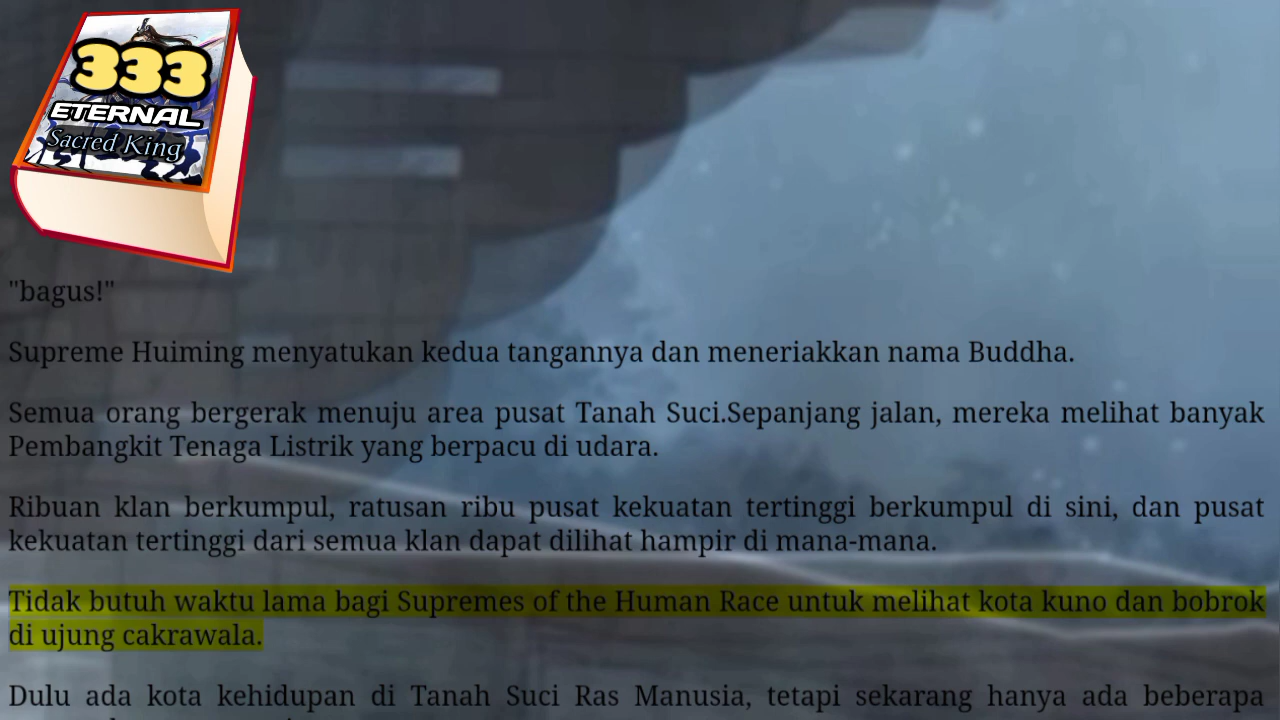 333
ETERNAL
Sacred King
"bagus!"
Supreme Huiming menyatukan kedua tangannya dan meneriakkan nama Buddha.
Semua orang bergerak menuju area pusat Tanah Suci.Sepanjang jalan, mereka melihat banyak
Pembangkit Tenaga Listrik yang berpacu di udara.
Ribuan klan berkumpul, ratusan ribu pusat kekuatan tertinggi berkumpul di sini, dan pusat
kekuatan tertinggi dari semua klan dapat dilihat hampir di mana-mana.
Tidak butuh waktu lama bagi Supremes of the Human Race untuk melihat kota kuno dan bobrok
di ujung cakrawala.
Dulu ada kota kehidupan di Tanah Suci Ras Manusia, tetapi sekarang hanya ada beberapa